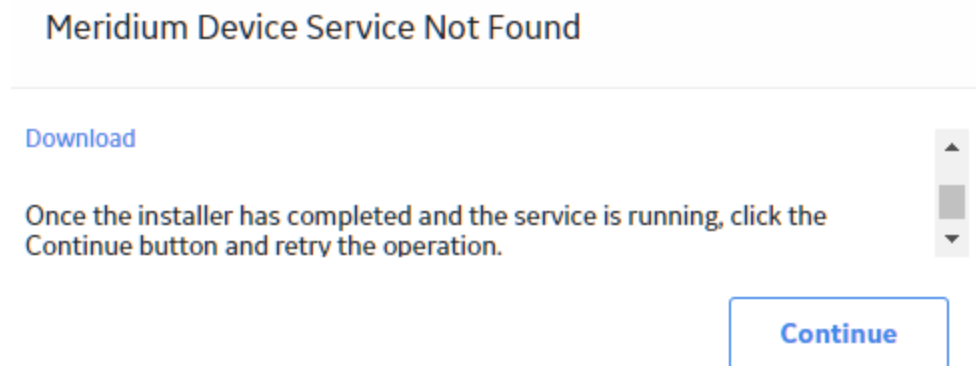 Meridium Device Service Not Found
Download
Once the installer has completed and the service is running, click the
Continue button and retry the operation.
Continue